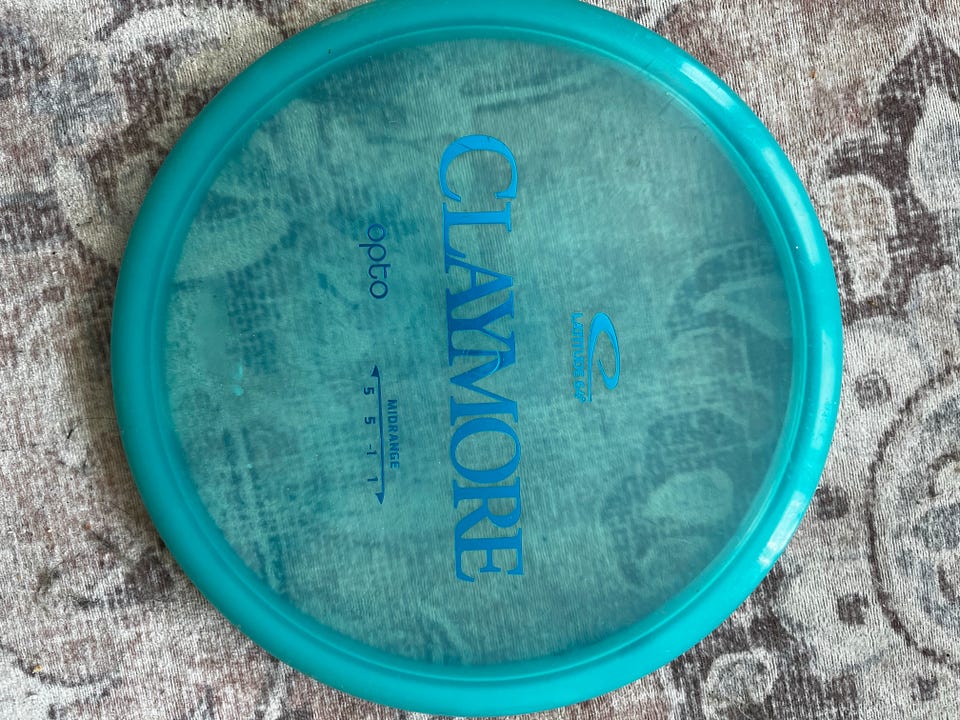 LATITUDE 64°
CLAYMORE
opto
MIDRANGE
5 5 -1 1